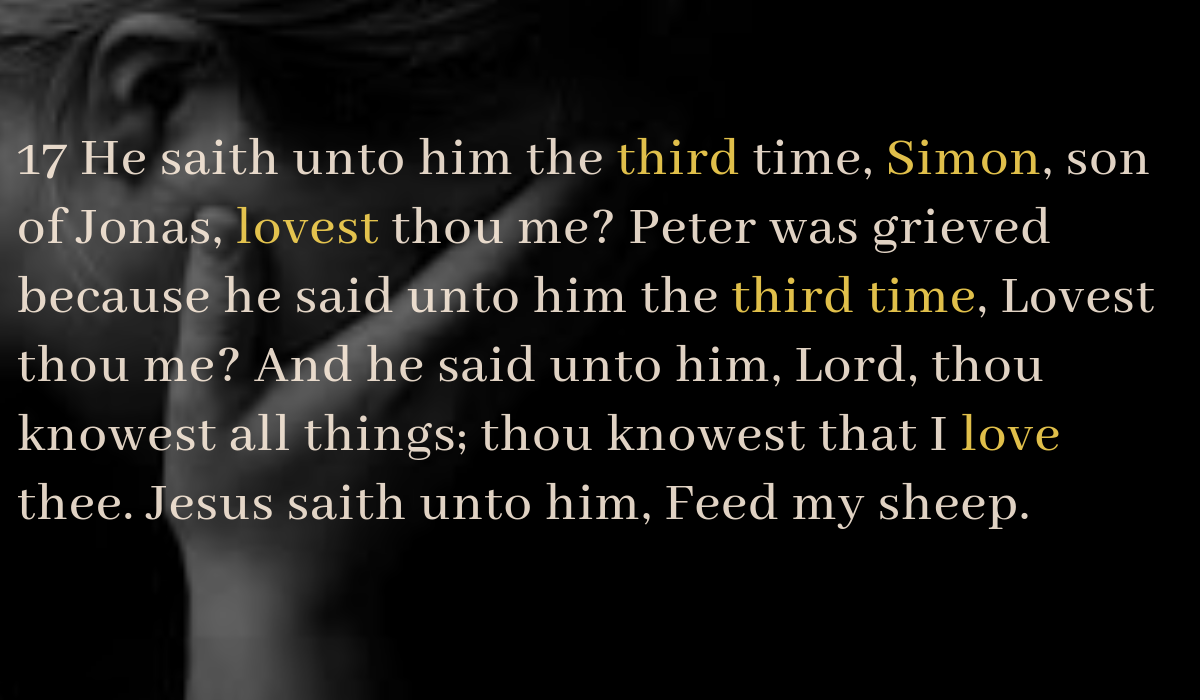 17 He saith unto him the third time, Simon, son
of Jonas, lovest thou me? Peter was grieved
because he said unto him the third time, Lovest
thou me? And he said unto him, Lord, thou
knowest all things; thou knowest that I love
thee. Jesus saith unto him, Feed my sheep.